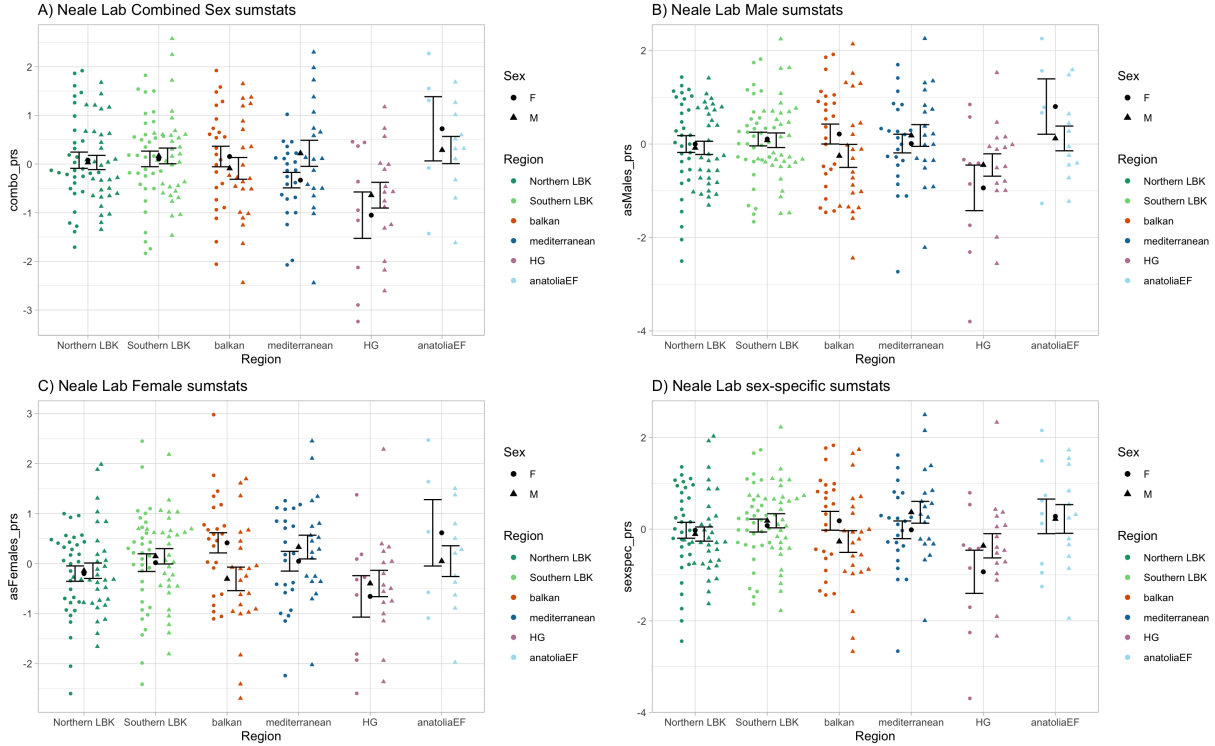 A) Neale Lab Combined Sex sumstats
combo_prs
2
1
0
-1
-2
-3
Northern LBK Southern LBK balkan mediterranean HG anatoliaEF
Region
Sex
F
M
Region
Northern LBK
Southern LBK
balkan
mediterranean
HG
anatoliaEF
B) Neale Lab Male sumstats
asMales_prs
2
0
-2
-4
Northern LBK Southern LBK balkan mediterranean HG anatoliaEF
Region
Sex
F
M
Region
Northern LBK
Southern LBK
balkan
mediterranean
HG
anatoliaEF
C) Neale Lab Female sumstats
asFemales_prs
3
2
1
0
-1
-2
Northern LBK Southern LBK balkan mediterranean HG anatoliaEF
Region
Sex
F
M
Region
Northern LBK
Southern LBK
balkan
mediterranean
HG
anatoliaEF
D) Neale Lab sex-specific sumstats
sexspec_prs
2
0
-2
-4
Northern LBK Southern LBK balkan mediterranean HG anatoliaEF
Region
Sex
F
M
Region
Northern LBK
Southern LBK
balkan
mediterranean
HG
anatoliaEF